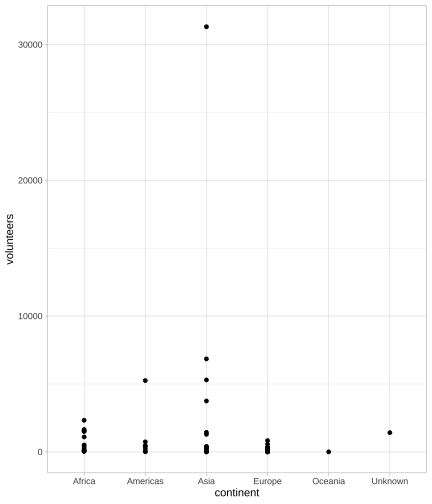 30000
20000
10000
0
volunteers
Africa Americas Asia Europe Oceania Unknown
continent